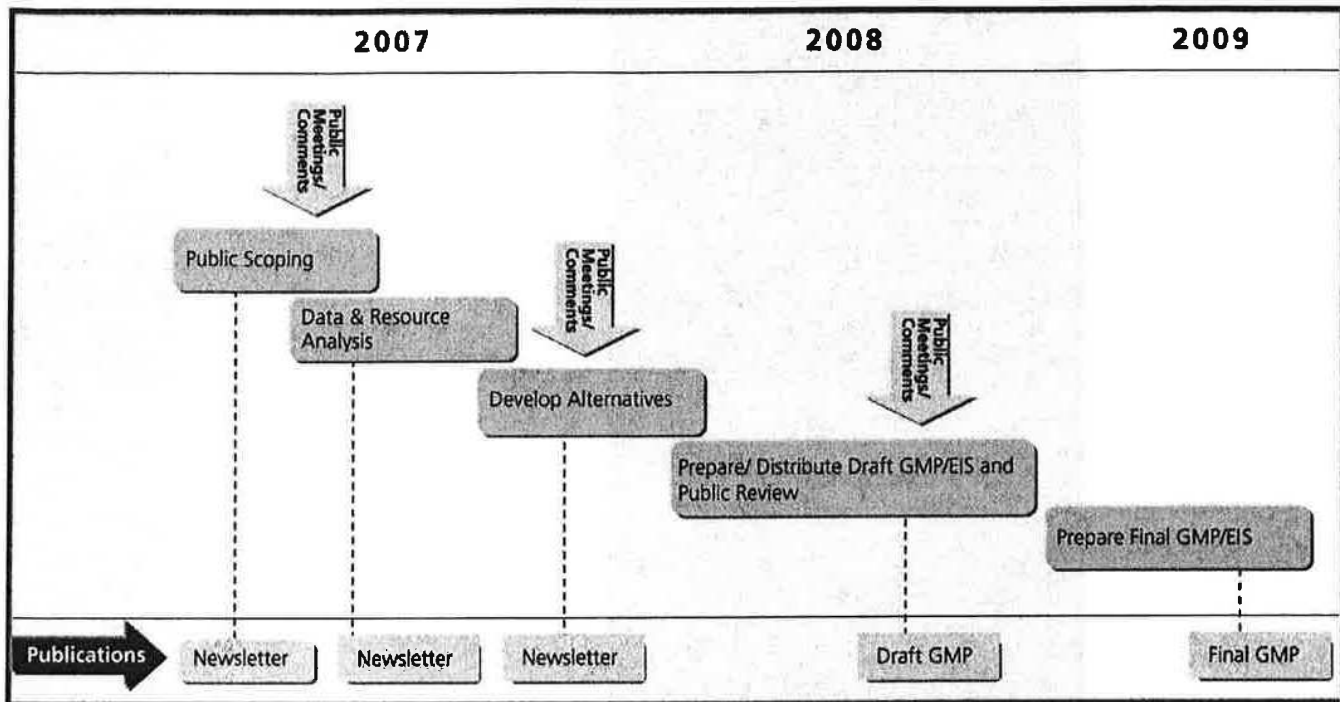 2007
2008
2009
Public
Meetings/
Comments
Public Scoping
Public
Meetings/
Comments
Data & Resource
Analysis
Public
Meetings/
Comments
Develop Alternatives
Prepare/ Distribute Draft GMP/EIS and
Public Review
Prepare Final GMP/EIS
Publications
Newsletter
Newsletter
Newsletter
Draft GMP
Final GMP